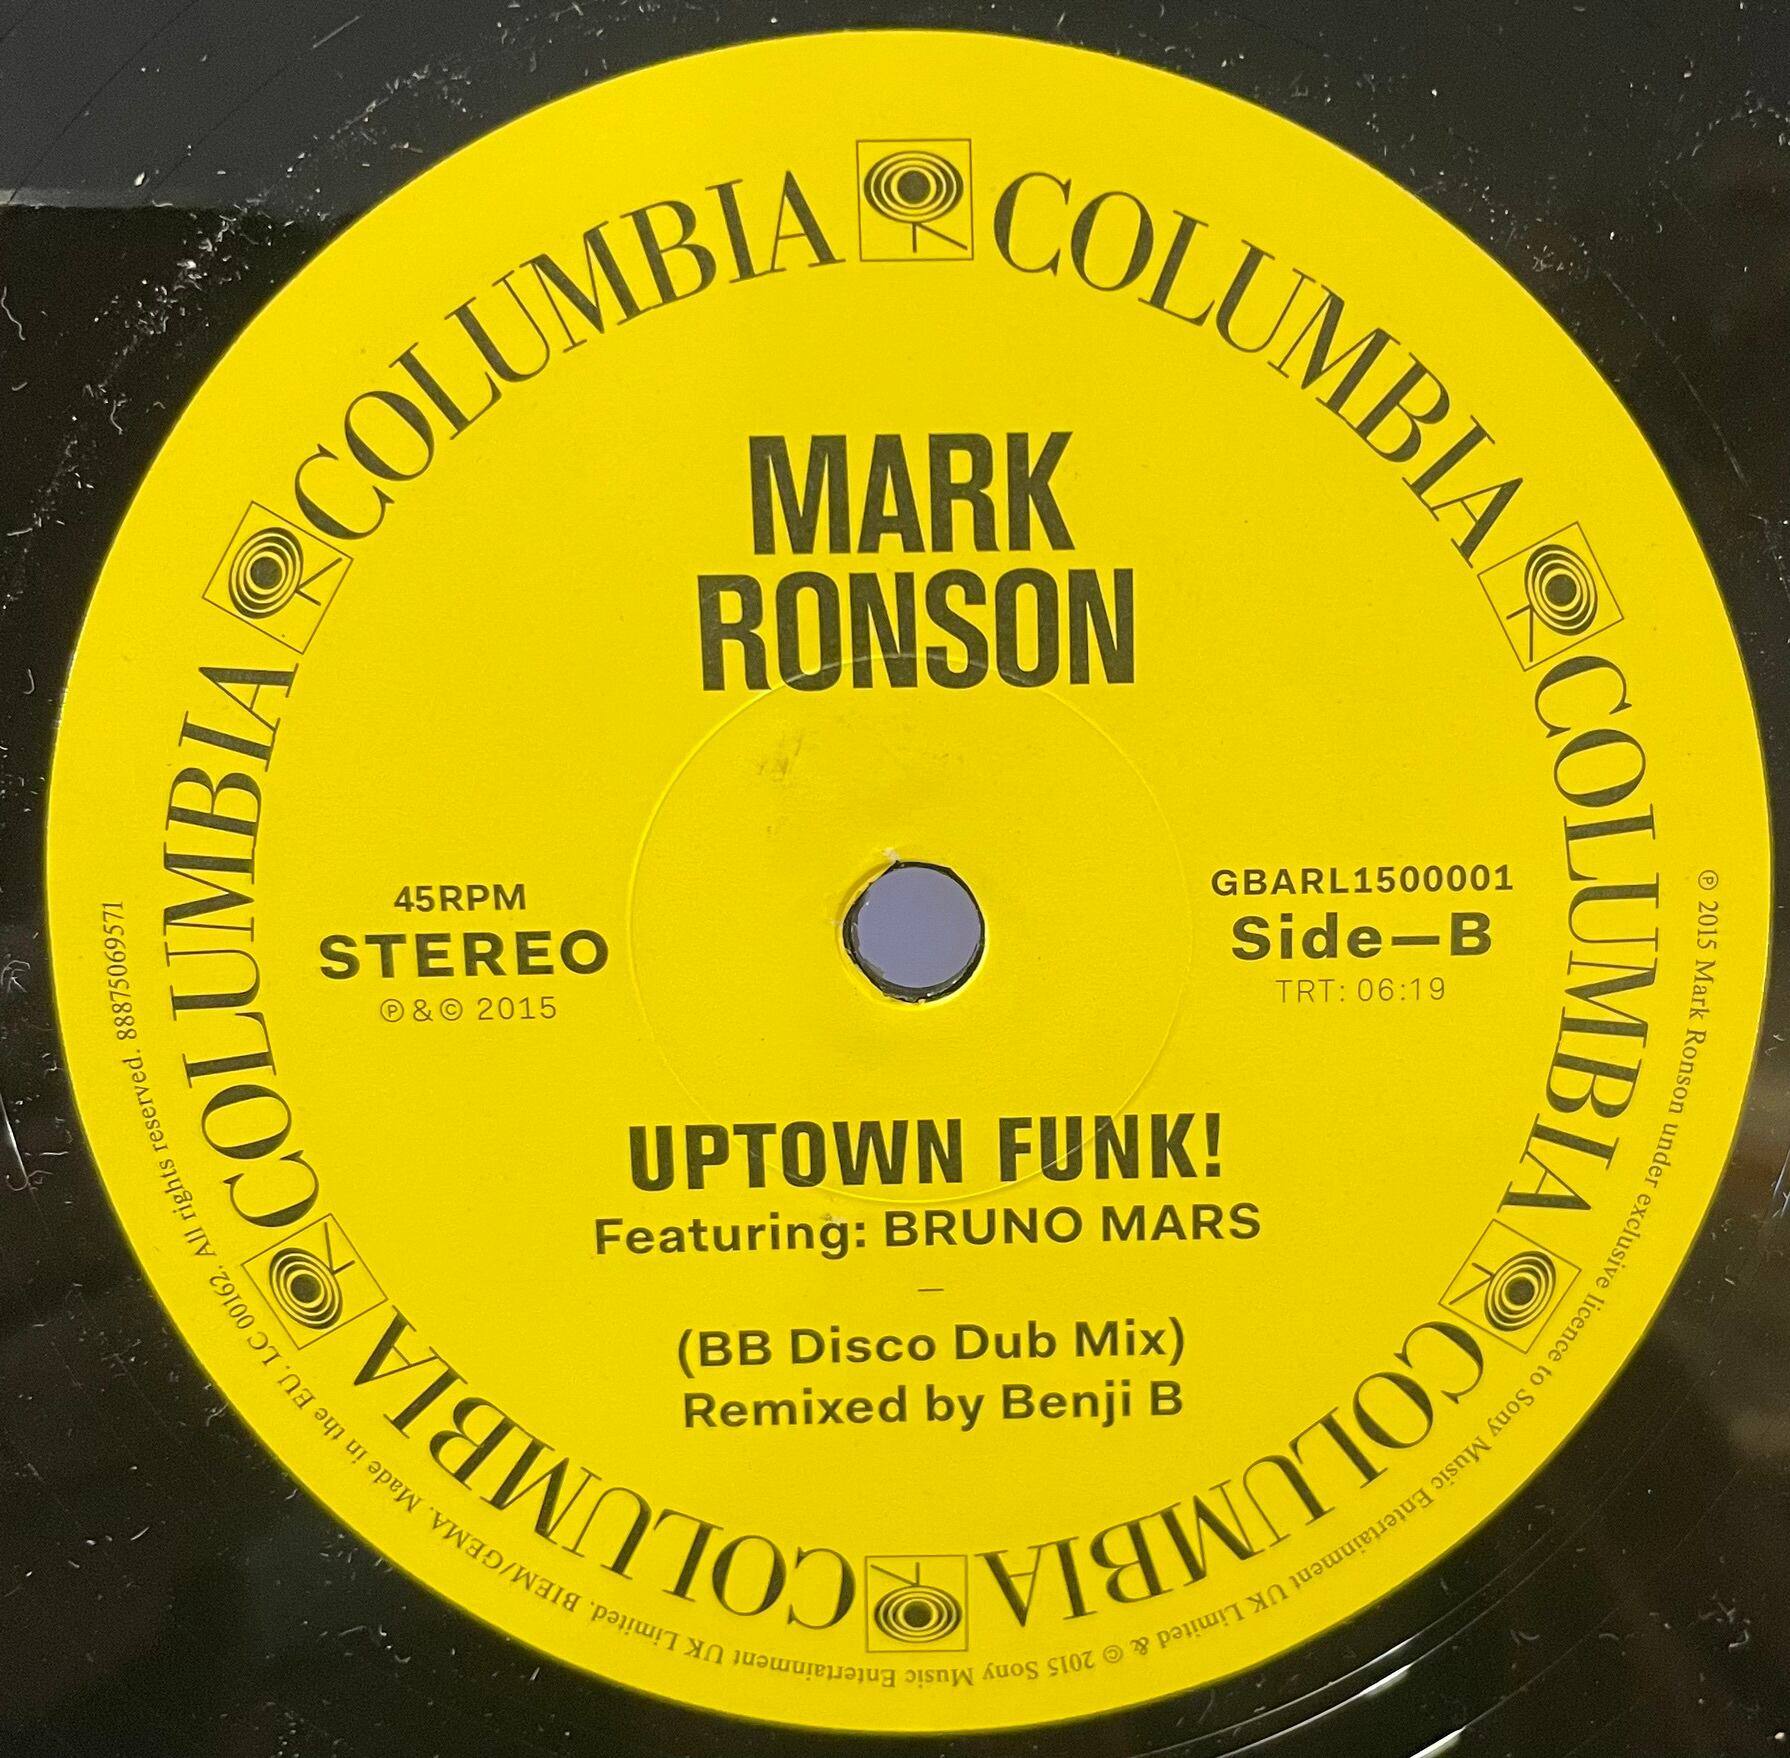 COLUMBIA COLUMBIA COLUMBIA COLUMBIA COLUMBIA COLUMBIA
MARK
RONSON
45RPM
STEREO
℗&© 2015
GBARL1500001
Side—B
TRT: 06:19
UPTOWN FUNK!
Featuring: BRUNO MARS
—
(BB Disco Dub Mix)
Remixed by Benji B
℗ 2015 Mark Ronson under exclusive licence to Sony Music Entertainment UK Limited & © 2015 Sony Music Entertainment UK Limited. BIEM/GEMA. Made in the EU. LC 00162. All rights reserved. 88875069571